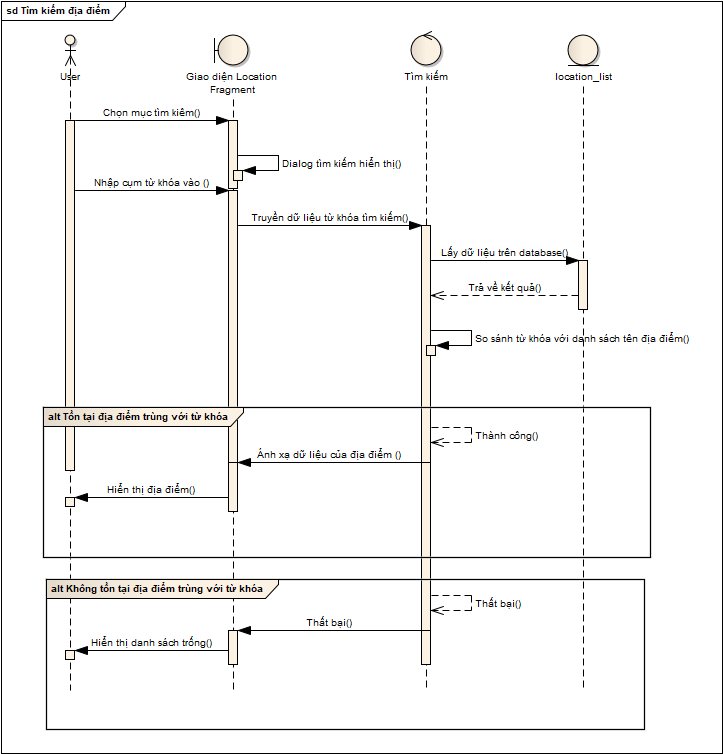 sd Tìm kiếm địa điểm
User
Giao diện Location
Fragment
Tìm kiếm
location_list
Chọn mục tìm kiếm()
Dialog tìm kiếm hiển thị()
Nhập cụm từ khóa vào ()
Truyền dữ liệu từ khóa tìm kiếm()
Lấy dữ liệu trên database()
Trả về kết quả()
So sánh từ khóa với danh sách tên địa điểm()
alt Tồn tại địa điểm trùng với từ khóa
Thành công()
Ánh xạ dữ liệu của địa điểm ()
Hiển thị địa điểm()
alt Không tồn tại địa điểm trùng với từ khóa
Thất bại()
Thất bại()
Hiển thị danh sách trống()